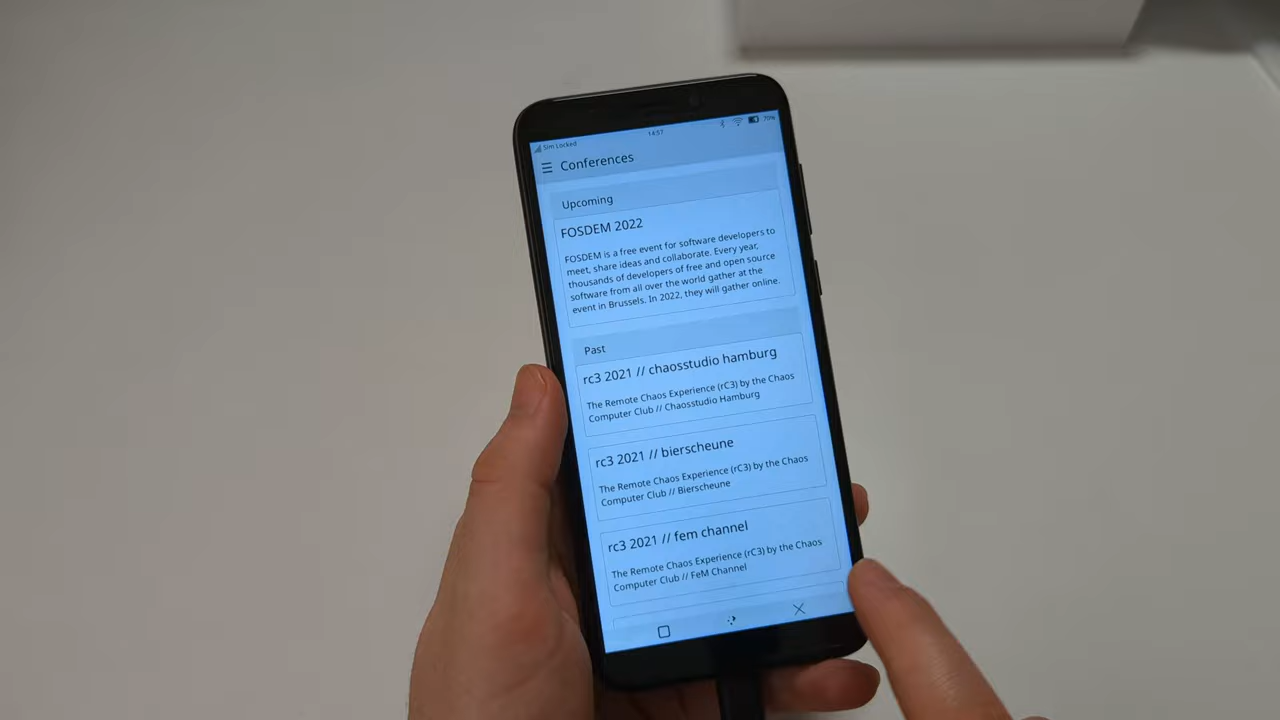 Sim Locked 14:57 70%
Conferences
Upcoming
FOSDEM 2022
FOSDEM is a free event for software developers to
meet, share ideas and collaborate. Every year,
thousands of developers of free and open source
software from all over the world gather at the
event in Brussels. In 2022, they will gather online.
Past
rc3 2021 // chaosstudio hamburg
The Remote Chaos Experience (rC3) by the Chaos
Computer Club // Chaosstudio Hamburg
rc3 2021 // bierscheune
The Remote Chaos Experience (rC3) by the Chaos
Computer Club // Bierscheune
rc3 2021 // fem channel
The Remote Chaos Experience (rC3) by the Chaos
Computer Club // FeM Channel